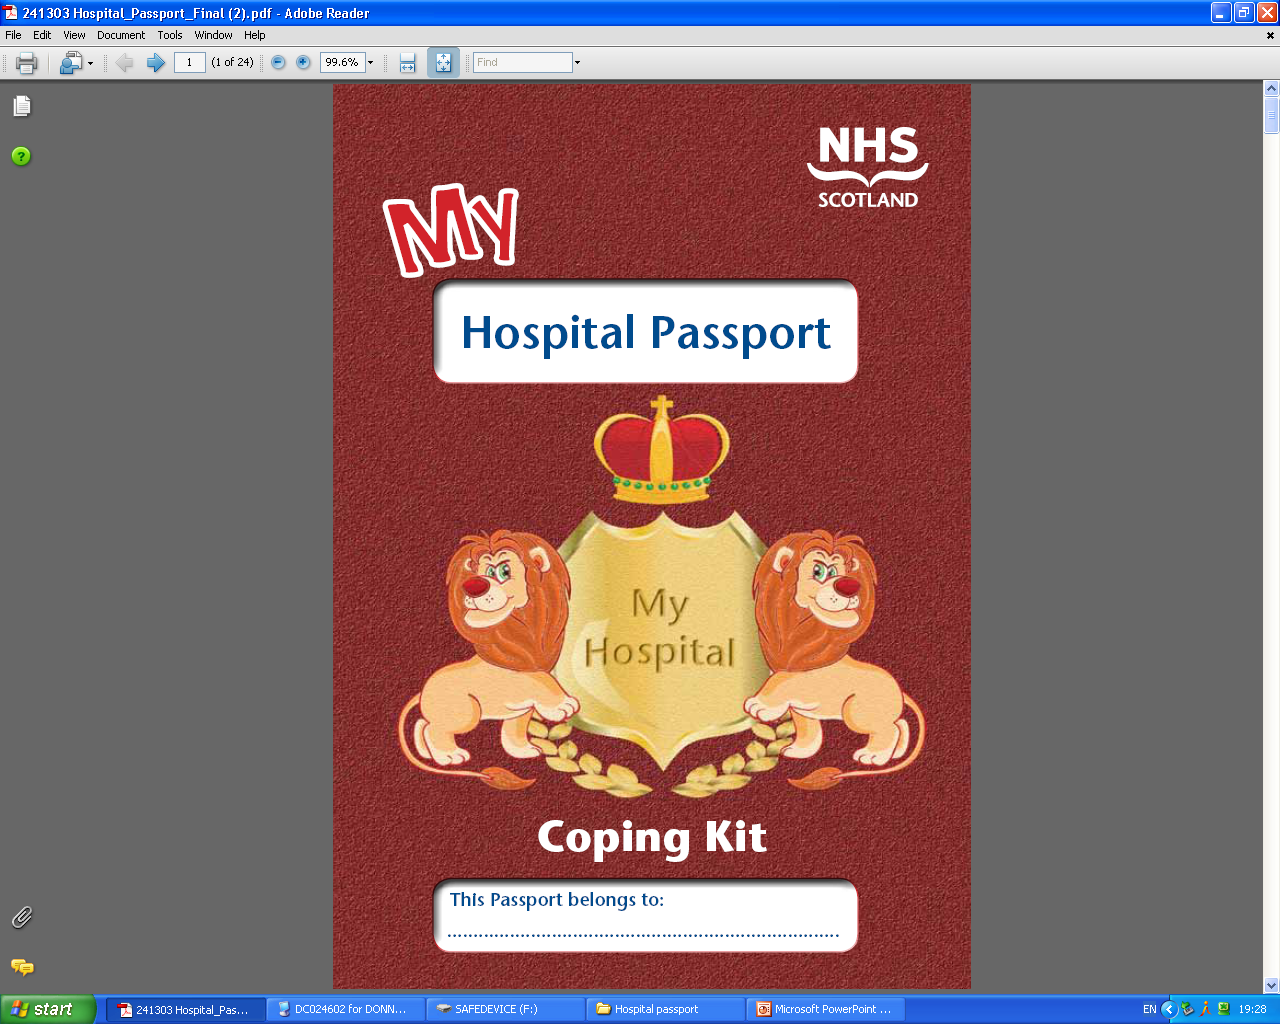 241303 Hospital_Passport_Final (2).pdf - Adobe Reader
File Edit View Document Tools Window Help
1 (1 of 24) 99.6% Find
NHS
SCOTLAND
My
Hospital Passport
My
Hospital
Coping Kit
This Passport belongs to:
start 241303 Hospital_Pas... DC024602 for DONN... SAFEDEVICE (F:) Hospital passport Microsoft PowerPoint ... EN 19:28